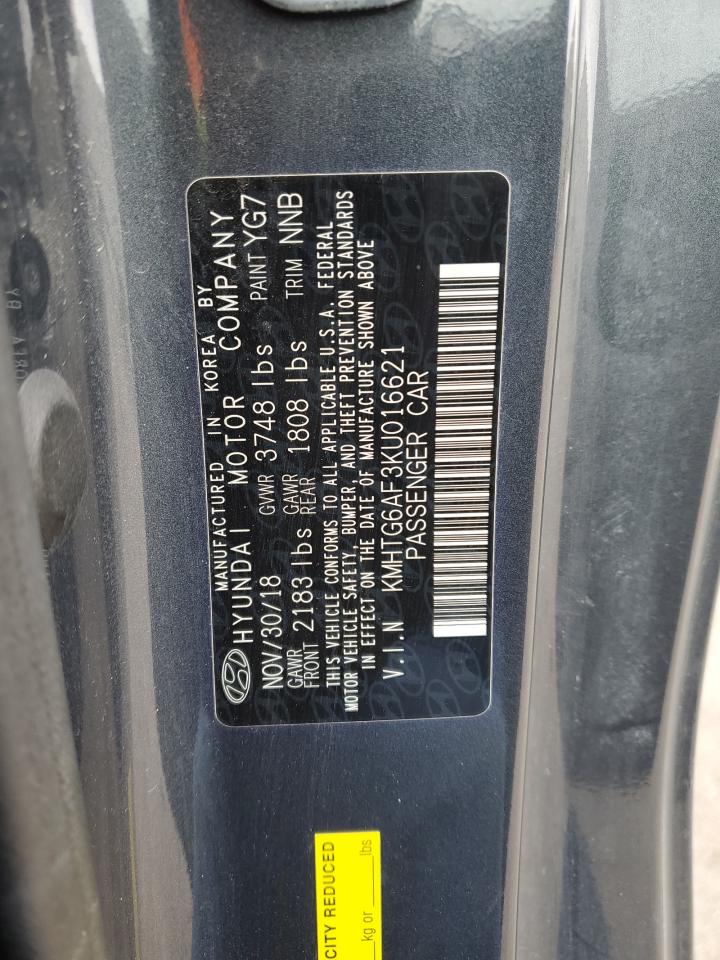 MANUFACTURED IN KOREA BY
HYUNDAI MOTOR COMPANY
NOV/30/18 GVWR 3748 lbs PAINT YG7
GAWR FRONT 2183 lbs GAWR REAR 1808 lbs TRIM NNB
THIS VEHICLE CONFORMS TO ALL APPLICABLE U.S.A. FEDERAL
MOTOR VEHICLE SAFETY, BUMPER, AND THEFT PREVENTION STANDARDS
IN EFFECT ON THE DATE OF MANUFACTURE SHOWN ABOVE
V.I.N KMHTG6AF3KU016621
PASSENGER CAR
CITY REDUCED
kg or lbs